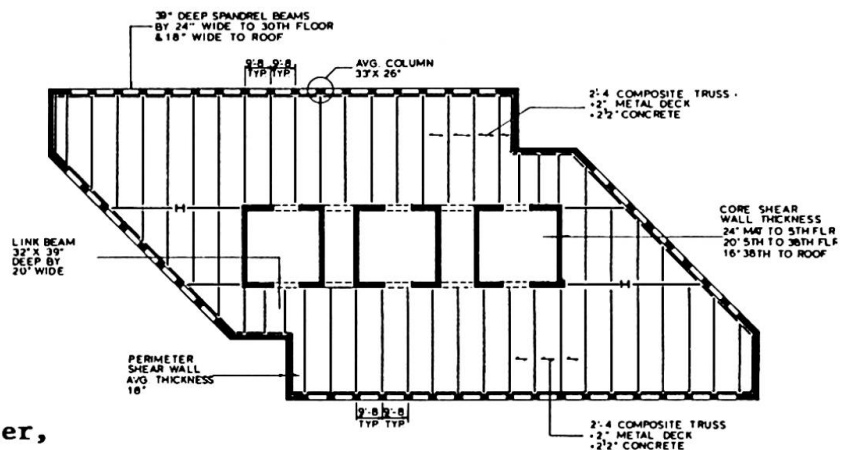 39" DEEP SPANDREL BEAMS
BY 24" WIDE TO 30TH FLOOR
& 18" WIDE TO ROOF
9'-8 9'-8
TYP TYP
AVG. COLUMN
33"X 26"
2'-4 COMPOSITE TRUSS .
+2" METAL DECK
+2½" CONCRETE
H
CORE SHEAR
WALL THICKNESS
24" MAT TO 5TH FLR
20" 5TH TO 38TH FLR
16" 38TH TO ROOF
LINK BEAM
32" X 39"
DEEP BY
20" WIDE
H
PERIMETER
SHEAR WALL
AVG THICKNESS
18"
9'-8 9'-8
TYP TYP
2'-4 COMPOSITE TRUSS
+2" METAL DECK
+2½" CONCRETE
er,